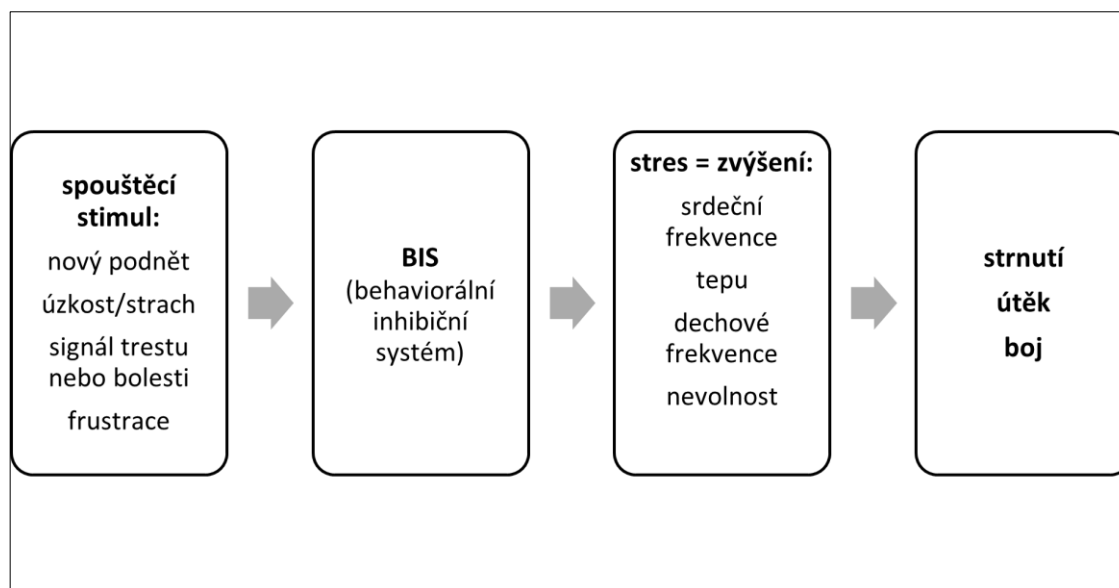 spouštěcí
stimul:
nový podnět
úzkost/strach
signál trestu
nebo bolesti
frustrace
BIS
(behaviorální
inhibiční
systém)
stres = zvýšení:
srdeční
frekvence
tepu
dechové
frekvence
nevolnost
strnutí
útěk
boj